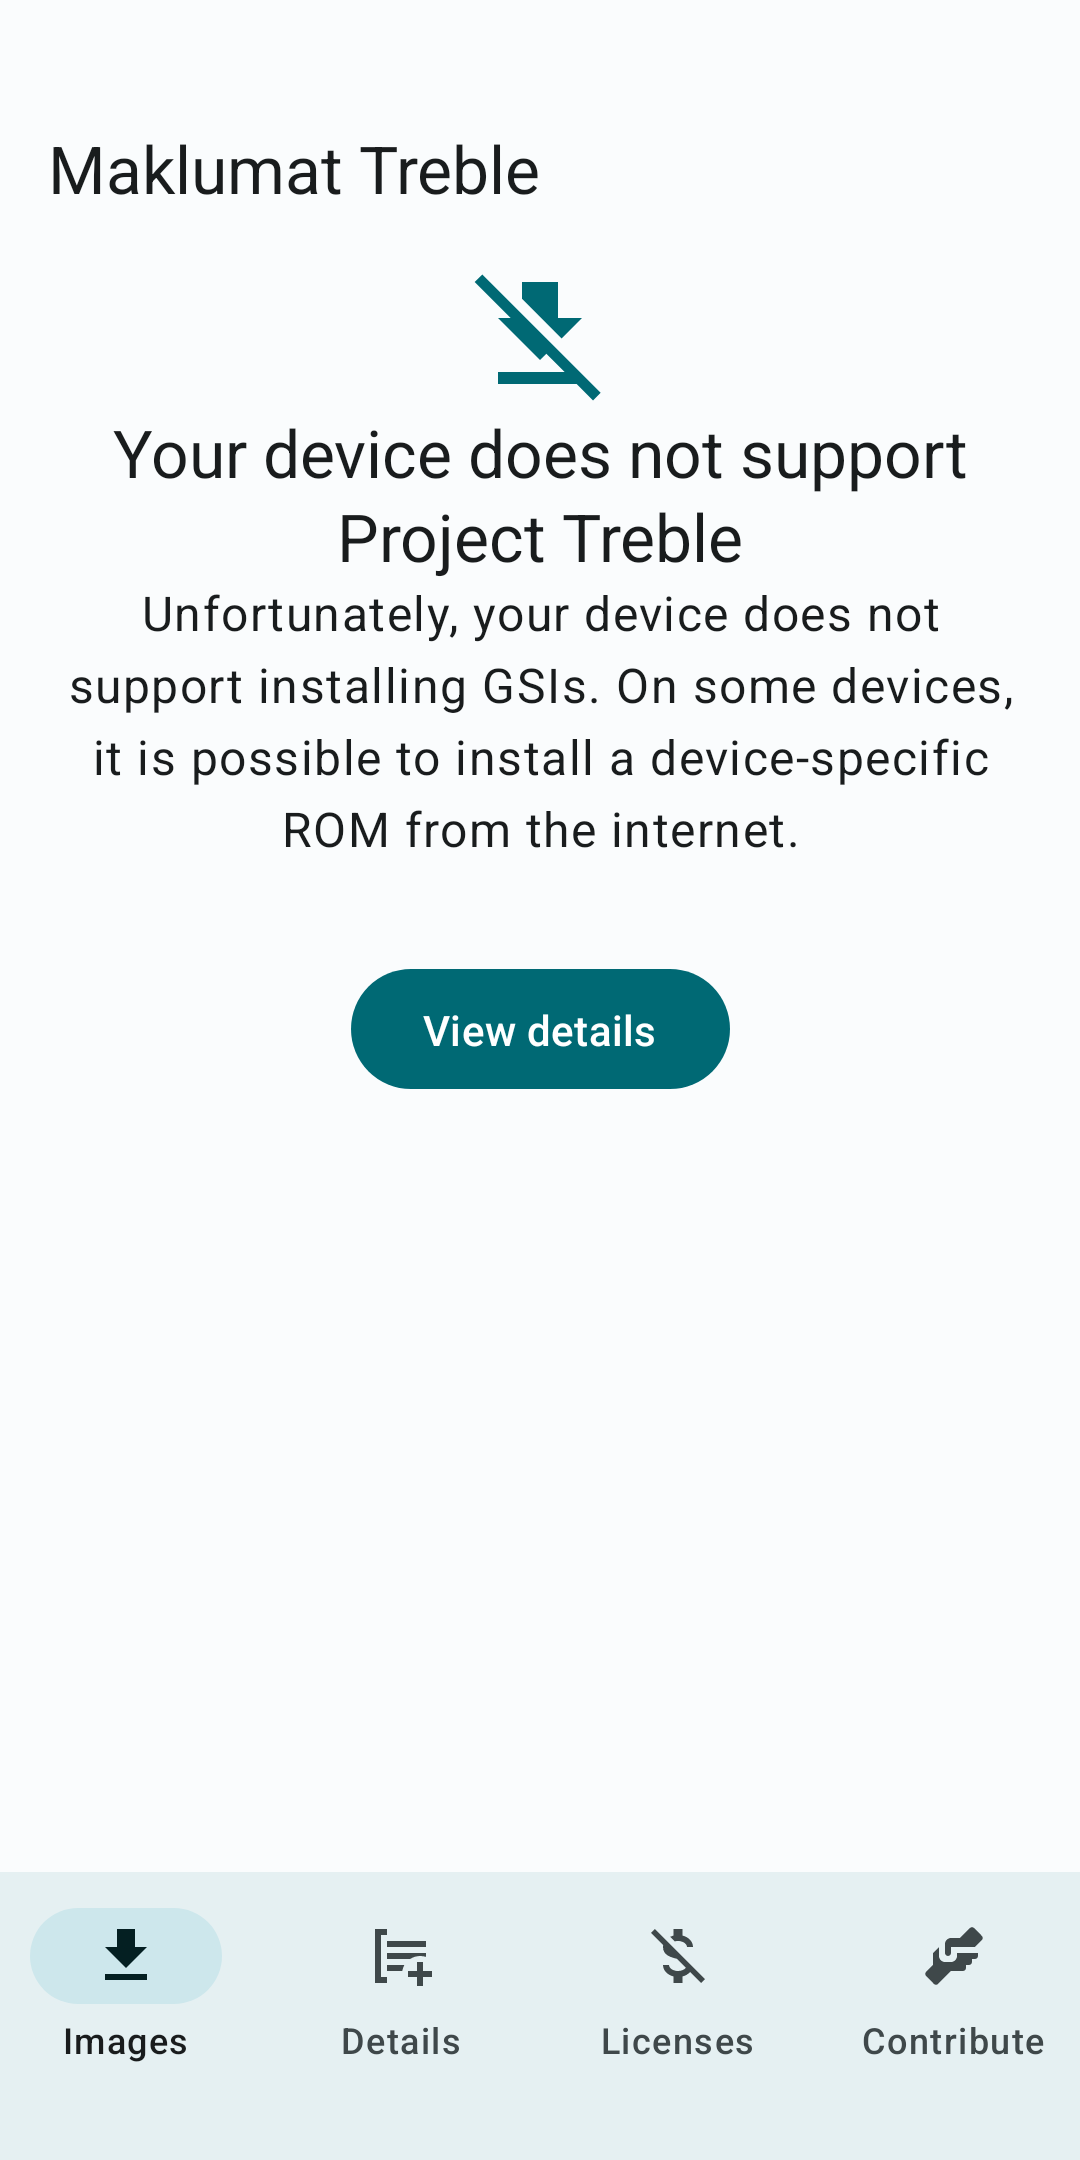 Maklumat Treble
Your device does not support
Project Treble
Unfortunately, your device does not
support installing GSIs. On some devices,
it is possible to install a device-specific
ROM from the internet.
View details
Images
Details
Licenses
Contribute